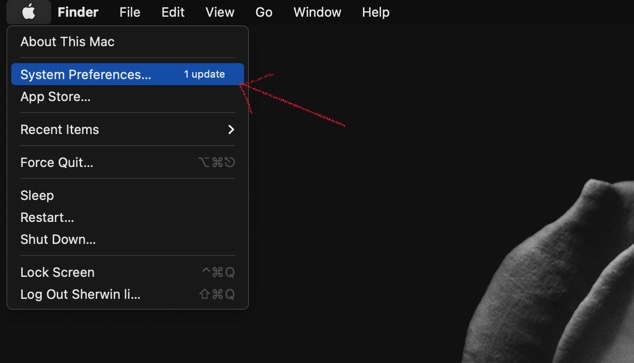 Finder File Edit View Go Window Help
About This Mac
System Preferences... 1 update
App Store...
Recent Items
Force Quit... ⌥⌘⎋
Sleep
Restart...
Shut Down...
Lock Screen ^⌘Q
Log Out Sherwin li... ⇧⌘Q